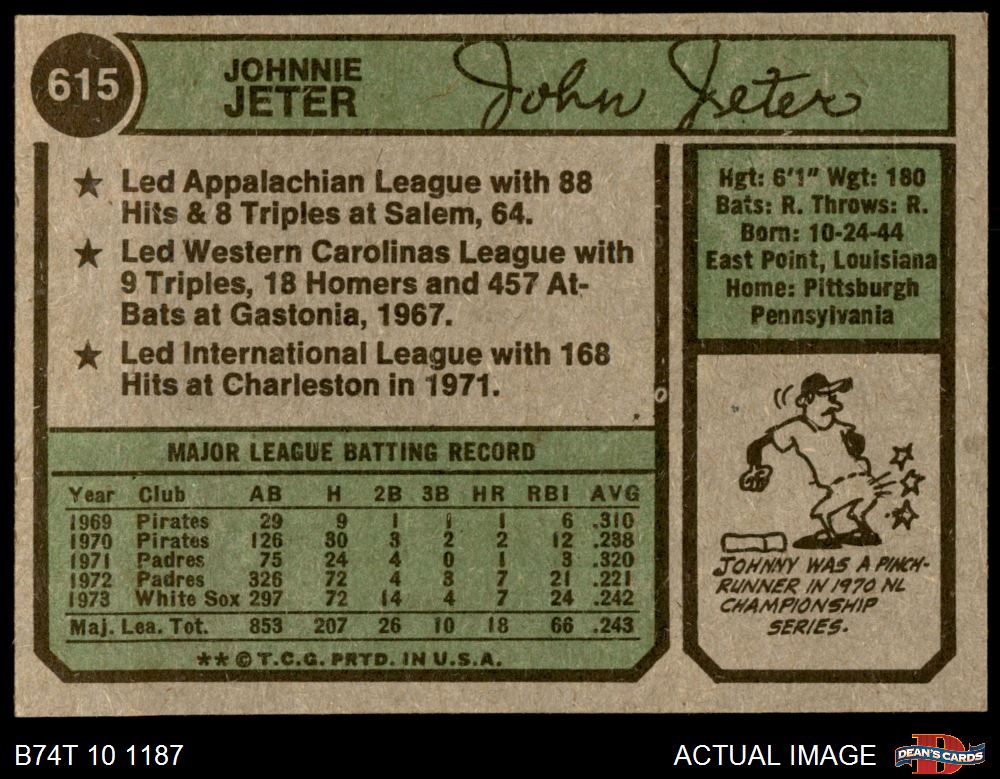 615
JOHNNIE
JETER
John Jeter
★ Led Appalachian League with 88
Hits & 8 Triples at Salem, 64.
★ Led Western Carolinas League with
9 Triples, 18 Homers and 457 At-
Bats at Gastonia, 1967.
★ Led International League with 168
Hits at Charleston in 1971.
Hgt: 6'1" Wgt: 180
Bats: R. Throws: R.
Born: 10-24-44
East Point, Louisiana
Home: Pittsburgh
Pennsylvania
MAJOR LEAGUE BATTING RECORD
Year Club AB H 2B 3B HR RBI AVG
1969 Pirates 29 9 1 1 1 6 .310
1970 Pirates 126 30 3 2 2 12 .238
1971 Padres 75 24 4 0 1 3 .320
1972 Padres 326 72 4 3 7 21 .221
1973 White Sox 297 72 14 4 7 24 .242
Maj. Lea. Tot. 853 207 26 10 18 66 .243
** © T.C.G. PRTD. IN U.S.A.
JOHNNY WAS A PINCH-
RUNNER IN 1970 NL
CHAMPIONSHIP
SERIES.
B74T 10 1187
ACTUAL IMAGE
D
DEAN'S CARDS